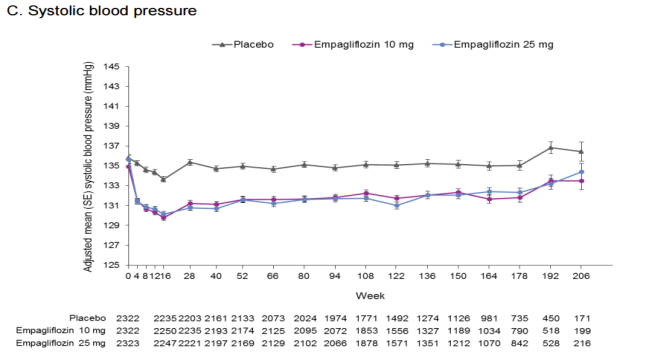 C. Systolic blood pressure
Placebo Empagliflozin 10 mg Empagliflozin 25 mg
Adjusted mean (SE) systolic blood pressure (mmHg)
145
143
141
139
137
135
133
131
129
127
125
0 4 8 12 16 28 40 52 66 80 94 108 122 136 150 164 178 192 206
Week
Placebo 2322 2235 2203 2161 2133 2073 2024 1974 1771 1492 1274 1126 981 735 450 171
Empagliflozin 10 mg 2322 2250 2235 2193 2174 2125 2095 2072 1853 1556 1327 1189 1034 790 518 199
Empagliflozin 25 mg 2323 2247 2221 2197 2169 2129 2102 2066 1878 1571 1351 1212 1070 842 528 216